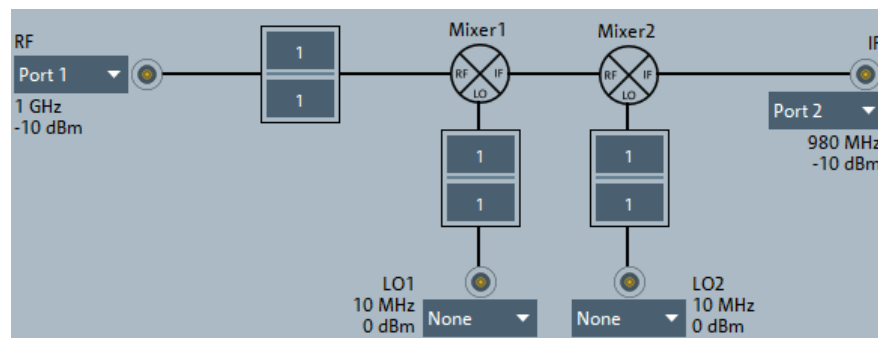 RF
Port 1
1 GHz
-10 dBm
1
1
Mixer1
RF IF
LO
Mixer2
RF IF
LO
IF
Port 2
980 MHz
-10 dBm
1
1
1
1
LO1
10 MHz
0 dBm
None
None
LO2
10 MHz
0 dBm